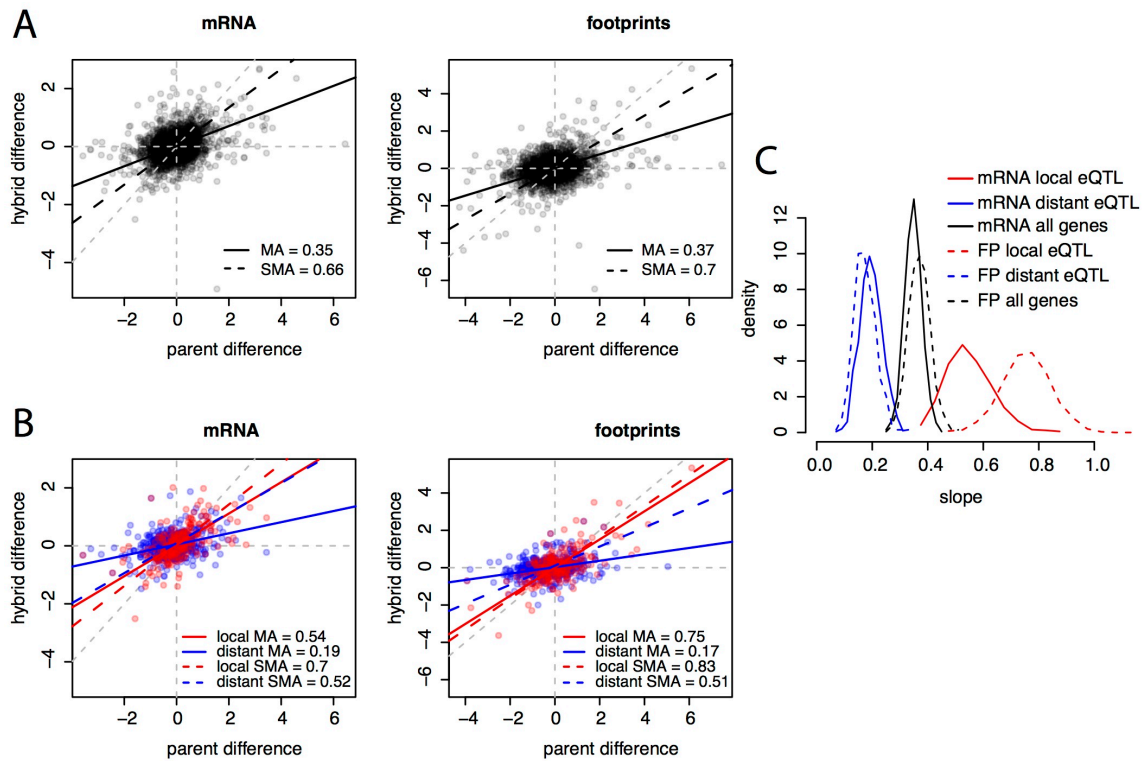 A
mRNA
hybrid difference
2
0
−2
−4
MA = 0.35
SMA = 0.66
−2 0 2 4 6
parent difference
footprints
hybrid difference
4
2
0
−2
−4
−6
MA = 0.37
SMA = 0.7
−4 −2 0 2 4 6
parent difference
B
mRNA
hybrid difference
2
0
−2
−4
local MA = 0.54
distant MA = 0.19
local SMA = 0.7
distant SMA = 0.52
−2 0 2 4 6
parent difference
footprints
hybrid difference
4
2
0
−2
−4
−6
local MA = 0.75
distant MA = 0.17
local SMA = 0.83
distant SMA = 0.51
−4 −2 0 2 4 6
parent difference
C
mRNA local eQTL
mRNA distant eQTL
mRNA all genes
FP local eQTL
FP distant eQTL
FP all genes
density
12
10
8
6
4
2
0
0.0 0.2 0.4 0.6 0.8 1.0
slope